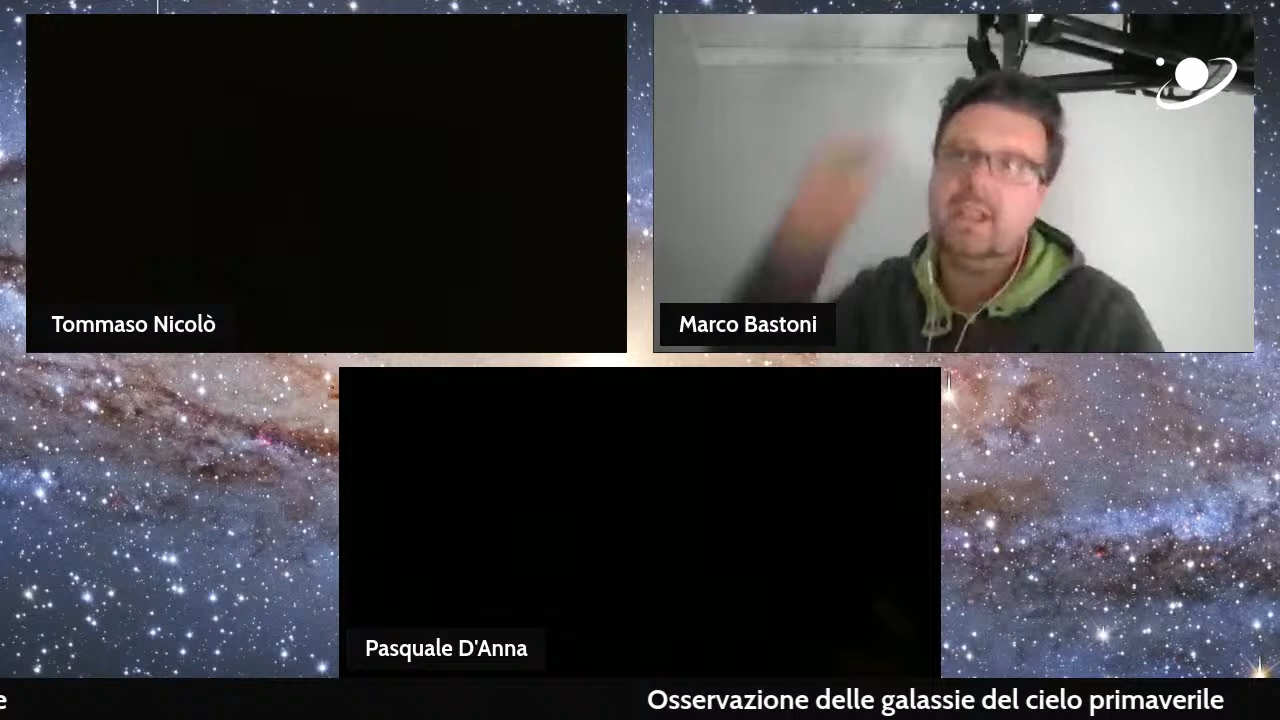 Tommaso Nicolò
Marco Bastoni
Pasquale D'Anna
e
Osservazione delle galassie del cielo primaverile